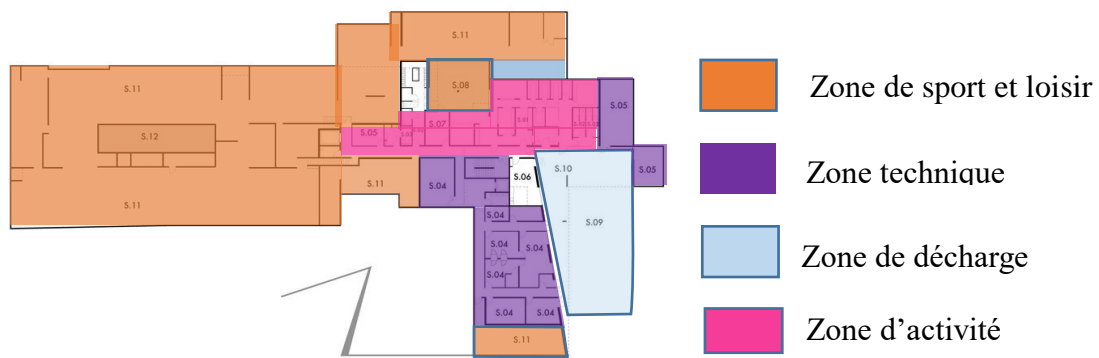 S.11
S.11
S.08
S.05
S.07
S.12
S.05
S.10
S.06
S.05
S.11
S.04
S.11
S.04
S.09
S.04
S.04
S.04
S.04
S.04
S.11
Zone de sport et loisir
Zone technique
Zone de décharge
Zone d'activité